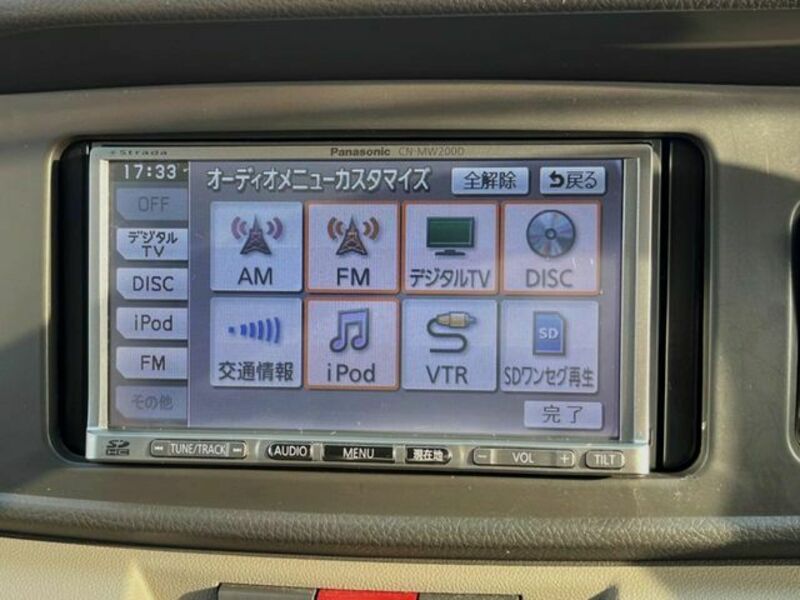 Strada
Panasonic CN-MW200D
17:33
オーディオメニューカスタマイズ
全解除
戻る
OFF
デジタル
TV
DISC
iPod
FM
その他
AM
FM
デジタルTV
DISC
交通情報
iPod
VTR
SD
SDワンセグ再生
完了
SD
HC
TUNE/TRACK
AUDIO
MENU
現在地
− VOL +
TILT